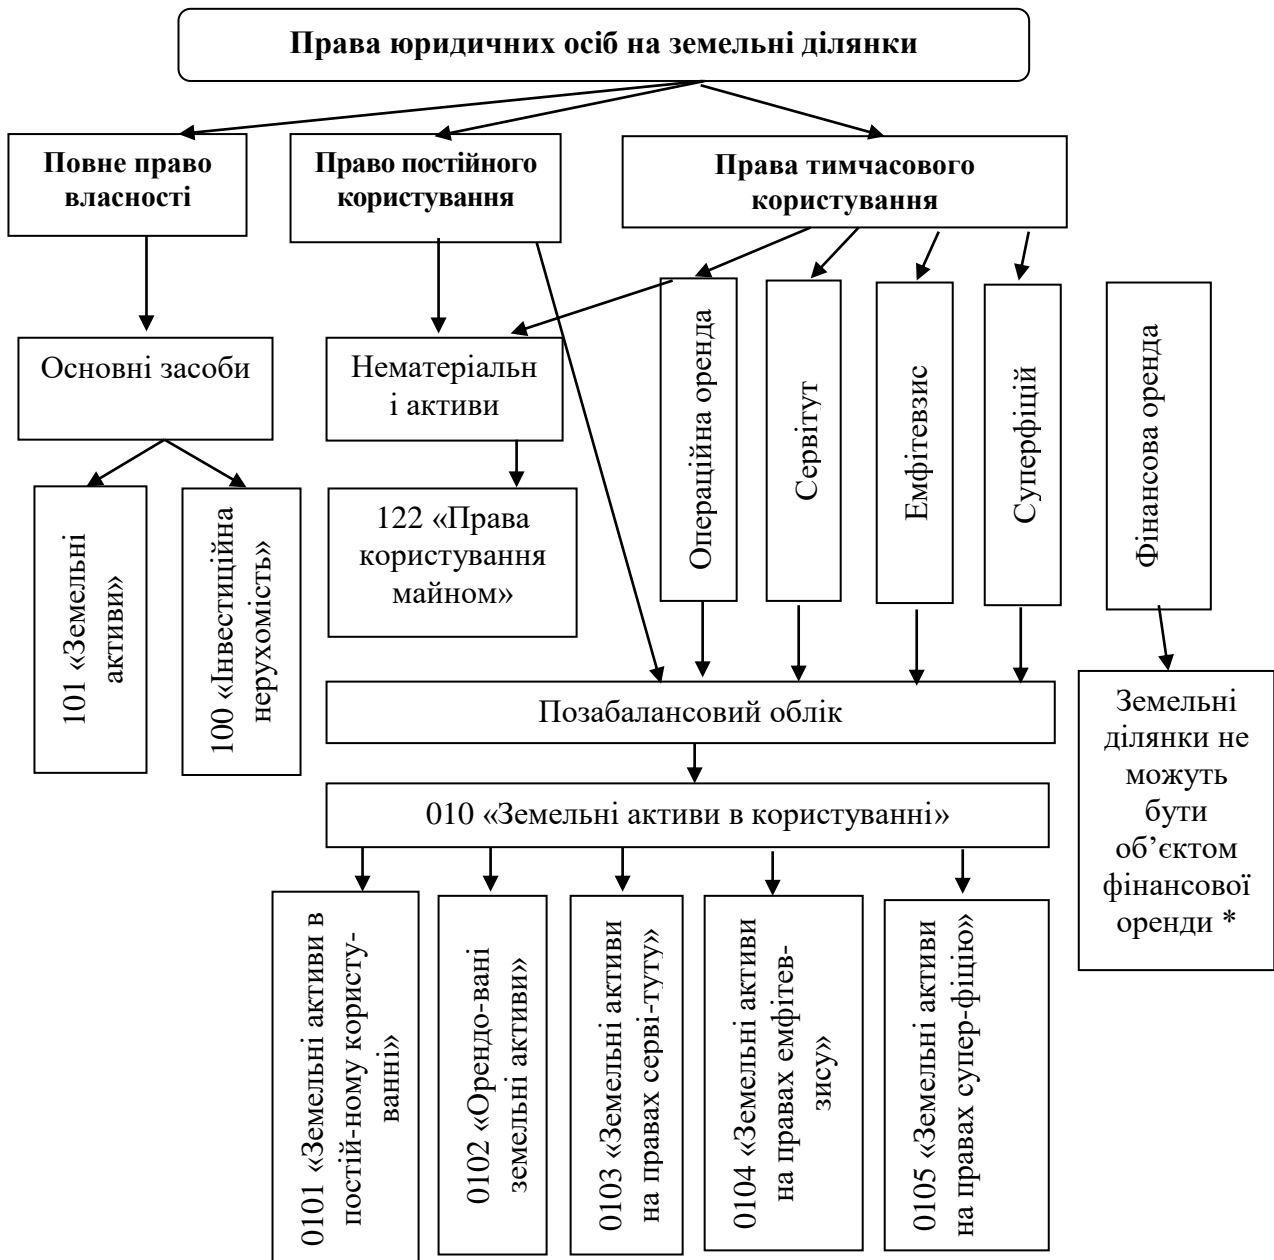 Права юридичних осіб на земельні ділянки
Повне право
власності
Право постійного
користування
Права тимчасового
користування
Основні засоби
Нематеріальн
і активи
Операційна оренда
Сервітут
Емфітевзис
Суперфіцій
Фінансова оренда
101 «Земельні
активи»
100 «Інвестиційна
нерухомість»
122 «Права
користування
майном»
Позабалансовий облік
Земельні
ділянки не
можуть
бути
об’єктом
фінансової
оренди *
010 «Земельні активи в користуванні»
0101 «Земельні активи в
постій-ному користу-
ванні»
0102 «Орендо-вані
земельні активи»
0103 «Земельні активи
на правах серві-туту»
0104 «Земельні активи
на правах емфітев-
зису»
0105 «Земельні активи
на правах супер-фіцію»